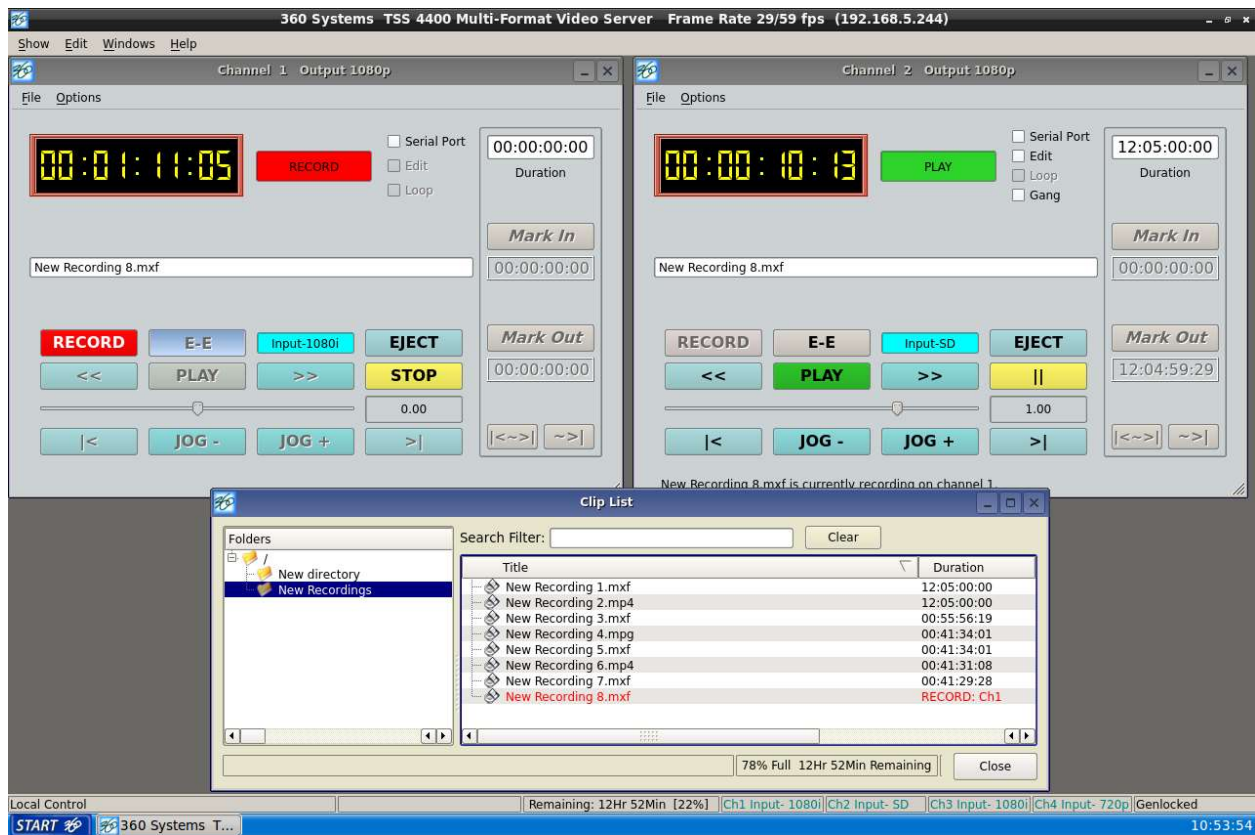 360 Systems TSS 4400 Multi-Format Video Server Frame Rate 29/59 fps (192.168.5.244)
Show Edit Windows Help
Channel 1 Output 1080p
File Options
00:01:11:05
RECORD
Serial Port
Edit
Loop
00:00:00:00
Duration
Mark In
00:00:00:00
New Recording 8.mxf
RECORD E-E Input-1080i EJECT
Mark Out
<< PLAY >> STOP
00:00:00:00
0.00
|< JOG - JOG + >|
|<~>| ~>|
Channel 2 Output 1080p
File Options
00:00:10:13
PLAY
Serial Port
Edit
Loop
Gang
12:05:00:00
Duration
Mark In
00:00:00:00
New Recording 8.mxf
RECORD E-E Input-SD EJECT
Mark Out
<< PLAY >> ||
12:04:59:29
1.00
|< JOG - JOG + >|
|<~>| ~>|
New Recording 8.mxf is currently recording on channel 1.
Clip List
Folders
/
New directory
New Recordings
Search Filter: Clear
Title Duration
New Recording 1.mxf 12:05:00:00
New Recording 2.mp4 12:05:00:00
New Recording 3.mxf 00:55:56:19
New Recording 4.mpg 00:41:34:01
New Recording 5.mxf 00:41:34:01
New Recording 6.mp4 00:41:31:08
New Recording 7.mxf 00:41:29:28
New Recording 8.mxf RECORD: Ch1
78% Full 12Hr 52Min Remaining Close
Local Control Remaining: 12Hr 52Min [22%] Ch1 Input- 1080i Ch2 Input- SD Ch3 Input- 1080i Ch4 Input- 720p Genlocked
START 360 360 Systems T... 10:53:54